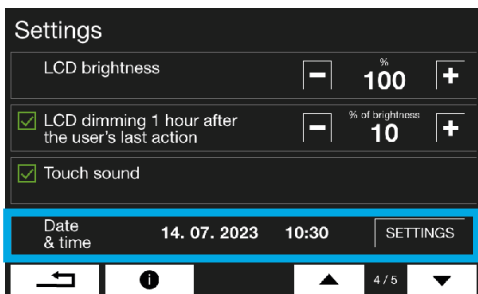 Settings
LCD brightness
%
100
LCD dimming 1 hour after
the user's last action
% of brightness
10
Touch sound
Date
& time
14. 07. 2023
10:30
SETTINGS
4/5